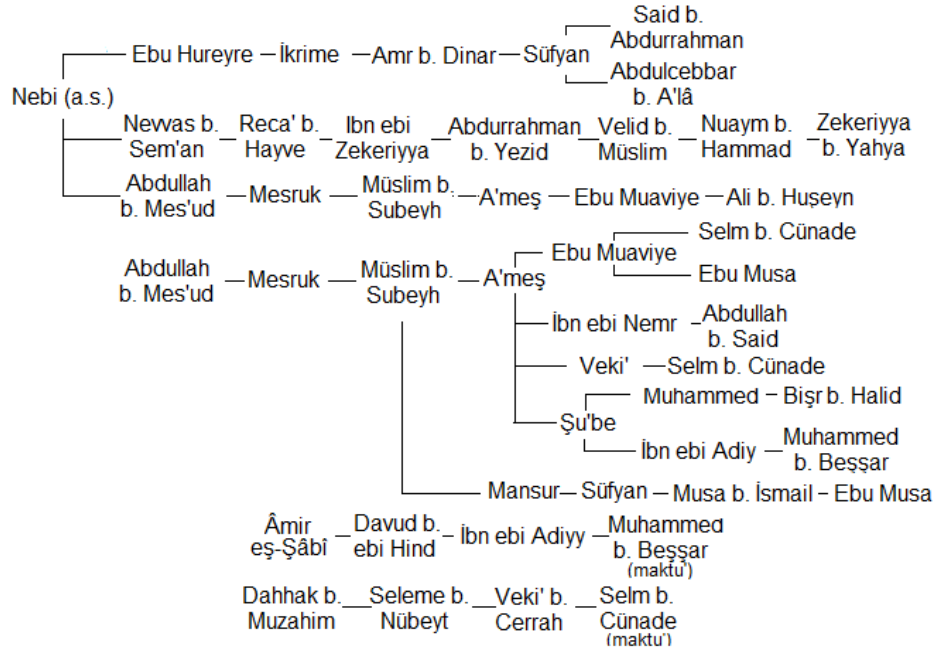 Said b.
Abdurrahman
Ebu Hureyre İkrime Amr b. Dinar Süfyan
Abdulcebbar
b. A'lâ
Nebi (a.s.)
Nevvas b. Reca' b. Ibn ebi Abdurrahman Velid b. Nuaym b. Zekeriyya
Sem'an Hayve Zekeriyya b. Yezid Müslim Hammad b. Yahya
Abdullah Mesruk Müslim b. A'meş Ebu Muaviye Ali b. Huşeyn
b. Mes'ud Subeyh
Selm b. Cünade
Ebu Muaviye
Abdullah Mesruk Müslim b. A'meş Ebu Musa
b. Mes'ud Subeyh
İbn ebi Nemr Abdullah
b. Said
Veki' Selm b. Cünade
Muhammed Bişr b. Halid
Şu'be
İbn ebi Adiy Muhammed
b. Beşşar
Mansur Süfyan Musa b. İsmail Ebu Musa
Âmir Davud b. İbn ebi Adiyy Muhammed
eş-Şâbî ebi Hind b. Beşşar
(maktu')
Dahhak b. Seleme b. Veki' b. Selm b.
Muzahim Nübeyt Cerrah Cünade
(maktu')